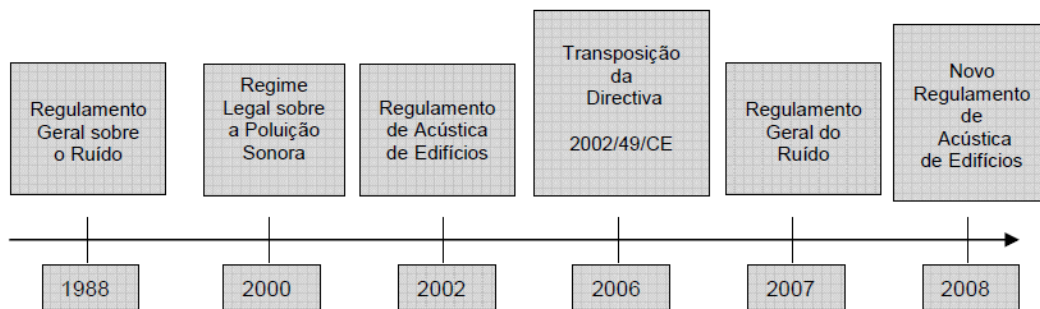 Regulamento
Geral sobre
o Ruído
Regime
Legal sobre
a Poluição
Sonora
Regulamento
de Acústica
de Edifícios
Transposição
da
Directiva
2002/49/CE
Regulamento
Geral do
Ruído
Novo
Regulamento
de
Acústica
de Edifícios
1988
2000
2002
2006
2007
2008